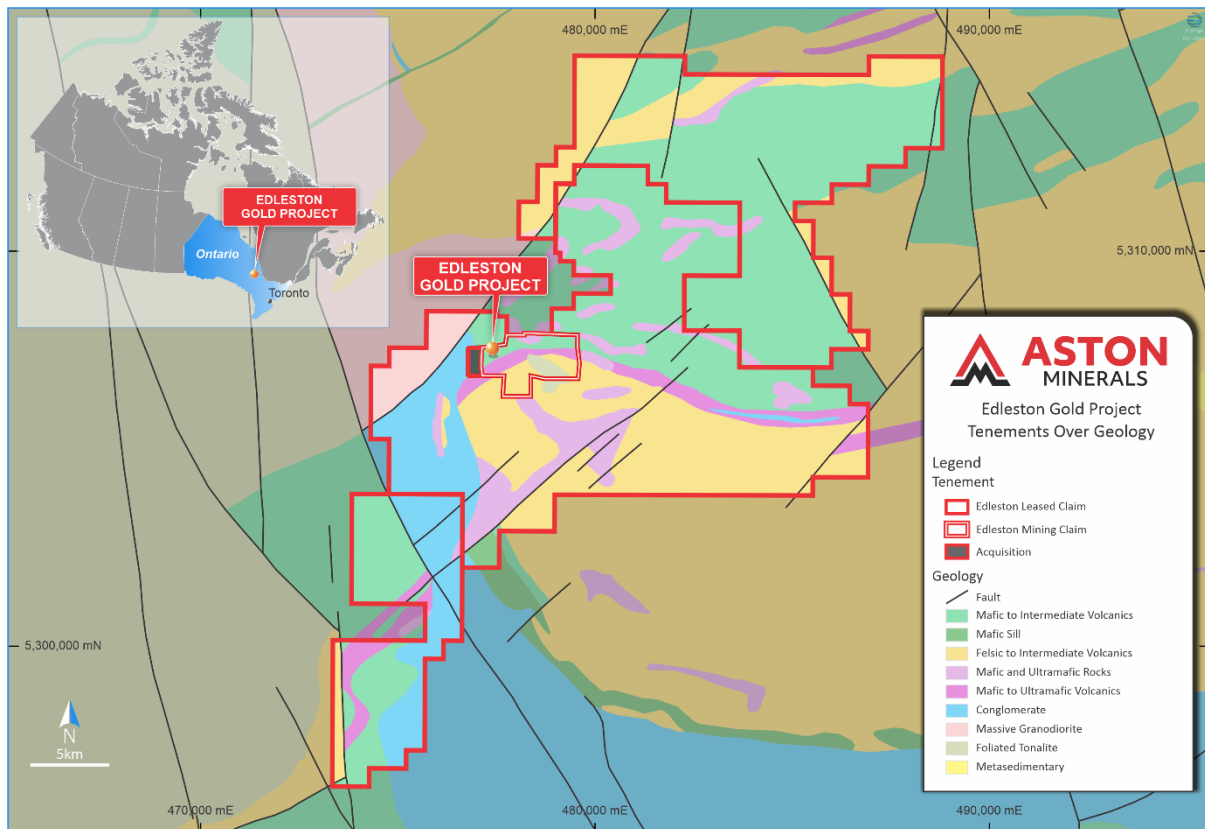 480,000 mE
490,000 mE
EDLESTON
GOLD PROJECT
Ontario
Toronto
EDLESTON
GOLD PROJECT
5,310,000 mN
ASTON
MINERALS
Edleston Gold Project
Tenements Over Geology
Legend
Tenement
Edleston Leased Claim
Edleston Mining Claim
Acquisition
Geology
Fault
Mafic to Intermediate Volcanics
Mafic Sill
Felsic to Intermediate Volcanics
Mafic and Ultramafic Rocks
Mafic to Ultramafic Volcanics
Conglomerate
Massive Granodiorite
Foliated Tonalite
Metasedimentary
5,300,000 mN
N
5km
470,000 mE
480,000 mE
490,000 mE